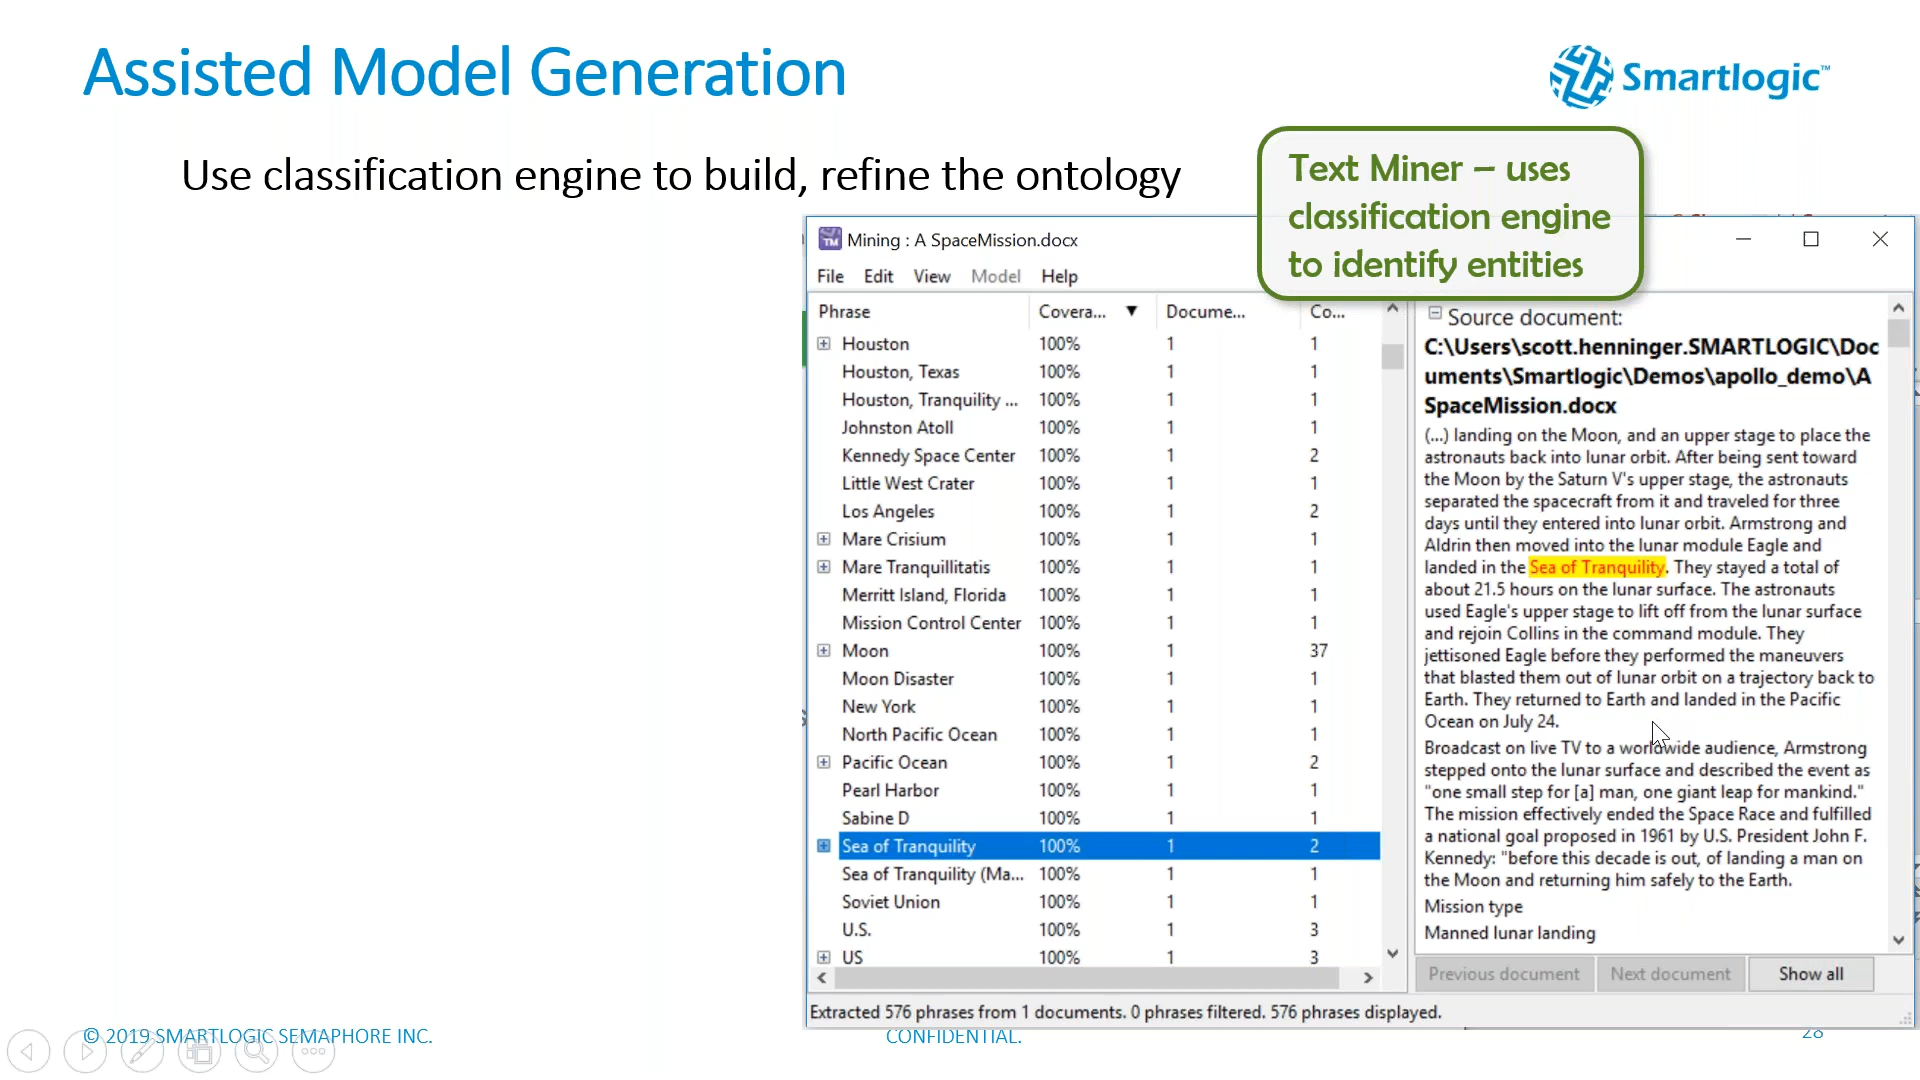 Assisted Model Generation
Smartlogic™
Use classification engine to build, refine the ontology
Text Miner – uses
classification engine
to identify entities
TM
Mining : A SpaceMission.docx
File Edit View Model Help
Phrase Covera... Docume... Co...
Houston 100% 1 1
Houston, Texas 100% 1 1
Houston, Tranquility ... 100% 1 1
Johnston Atoll 100% 1 1
Kennedy Space Center 100% 1 2
Little West Crater 100% 1 1
Los Angeles 100% 1 2
Mare Crisium 100% 1 1
Mare Tranquillitatis 100% 1 1
Merritt Island, Florida 100% 1 1
Mission Control Center 100% 1 1
Moon 100% 1 37
Moon Disaster 100% 1 1
New York 100% 1 1
North Pacific Ocean 100% 1 1
Pacific Ocean 100% 1 2
Pearl Harbor 100% 1 1
Sabine D 100% 1 1
Sea of Tranquility 100% 1 2
Sea of Tranquility (Ma... 100% 1 1
Soviet Union 100% 1 1
U.S. 100% 1 3
US 100% 1 3
Source document:
C:\Users\scott.henninger.SMARTLOGIC\Doc
uments\Smartlogic\Demos\apollo_demo\A
SpaceMission.docx
(...) landing on the Moon, and an upper stage to place the
astronauts back into lunar orbit. After being sent toward
the Moon by the Saturn V's upper stage, the astronauts
separated the spacecraft from it and traveled for three
days until they entered into lunar orbit. Armstrong and
Aldrin then moved into the lunar module Eagle and
landed in the Sea of Tranquility. They stayed a total of
about 21.5 hours on the lunar surface. The astronauts
used Eagle's upper stage to lift off from the lunar surface
and rejoin Collins in the command module. They
jettisoned Eagle before they performed the maneuvers
that blasted them out of lunar orbit on a trajectory back to
Earth. They returned to Earth and landed in the Pacific
Ocean on July 24.
Broadcast on live TV to a worldwide audience, Armstrong
stepped onto the lunar surface and described the event as
"one small step for [a] man, one giant leap for mankind."
The mission effectively ended the Space Race and fulfilled
a national goal proposed in 1961 by U.S. President John F.
Kennedy: "before this decade is out, of landing a man on
the Moon and returning him safely to the Earth.
Mission type
Manned lunar landing
Previous document Next document Show all
Extracted 576 phrases from 1 documents. 0 phrases filtered. 576 phrases displayed.
© 2019 SMARTLOGIC SEMAPHORE INC.
CONFIDENTIAL.
28